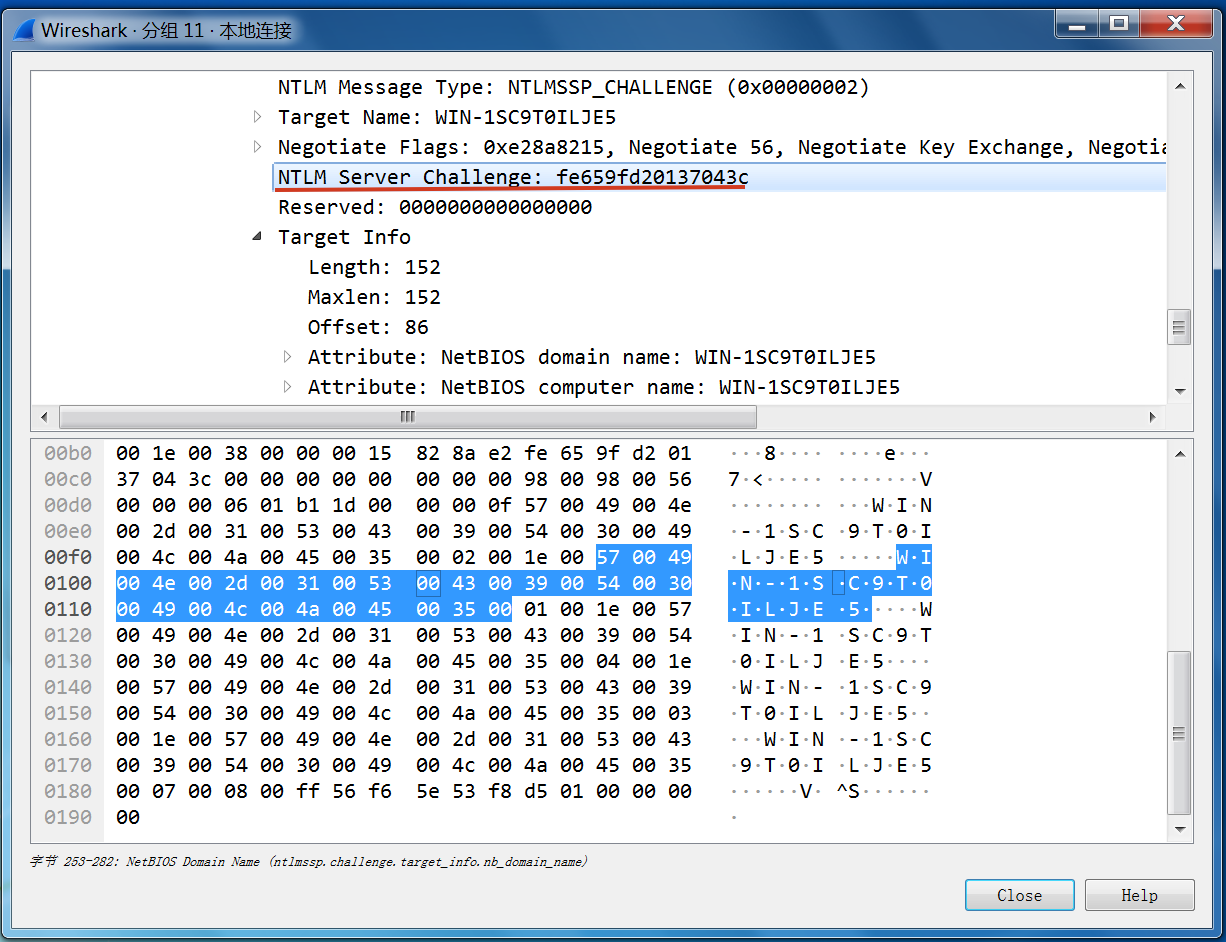 Wireshark · 分组 11 · 本地连接
NTLM Message Type: NTLMSSP_CHALLENGE (0x00000002)
Target Name: WIN-1SC9T0ILJE5
Negotiate Flags: 0xe28a8215, Negotiate 56, Negotiate Key Exchange, Negotia
NTLM Server Challenge: fe659fd20137043c
Reserved: 0000000000000000
Target Info
Length: 152
Maxlen: 152
Offset: 86
Attribute: NetBIOS domain name: WIN-1SC9T0ILJE5
Attribute: NetBIOS computer name: WIN-1SC9T0ILJE5
00b0 00 1e 00 38 00 00 00 15 82 8a e2 fe 65 9f d2 01 ···8···· ····e···
00c0 37 04 3c 00 00 00 00 00 00 00 00 98 00 98 00 56 7·<····· ·······V
00d0 00 00 00 06 01 b1 1d 00 00 00 0f 57 00 49 00 4e ········ ···W·I·N
00e0 00 2d 00 31 00 53 00 43 00 39 00 54 00 30 00 49 ·-·1·S·C ·9·T·0·I
00f0 00 4c 00 4a 00 45 00 35 00 02 00 1e 00 57 00 49 ·L·J·E·5 ·····W·I
0100 00 4e 00 2d 00 31 00 53 00 43 00 39 00 54 00 30 ·N·-·1·S ·C·9·T·0
0110 00 49 00 4c 00 4a 00 45 00 35 00 01 00 1e 00 57 ·I·L·J·E ·5·····W
0120 00 49 00 4e 00 2d 00 31 00 53 00 43 00 39 00 54 ·I·N·-·1 ·S·C·9·T
0130 00 30 00 49 00 4c 00 4a 00 45 00 35 00 04 00 1e ·0·I·L·J ·E·5····
0140 00 57 00 49 00 4e 00 2d 00 31 00 53 00 43 00 39 ·W·I·N·- ·1·S·C·9
0150 00 54 00 30 00 49 00 4c 00 4a 00 45 00 35 00 03 ·T·0·I·L ·J·E·5··
0160 00 1e 00 57 00 49 00 4e 00 2d 00 31 00 53 00 43 ···W·I·N ·-·1·S·C
0170 00 39 00 54 00 30 00 49 00 4c 00 4a 00 45 00 35 ·9·T·0·I ·L·J·E·5
0180 00 07 00 08 00 ff 56 f6 5e 53 f8 d5 01 00 00 00 ······V· ^S······
0190 00 ·
字节 253-282: NetBIOS Domain Name (ntlmssp.challenge.target_info.nb_domain_name)
Close Help